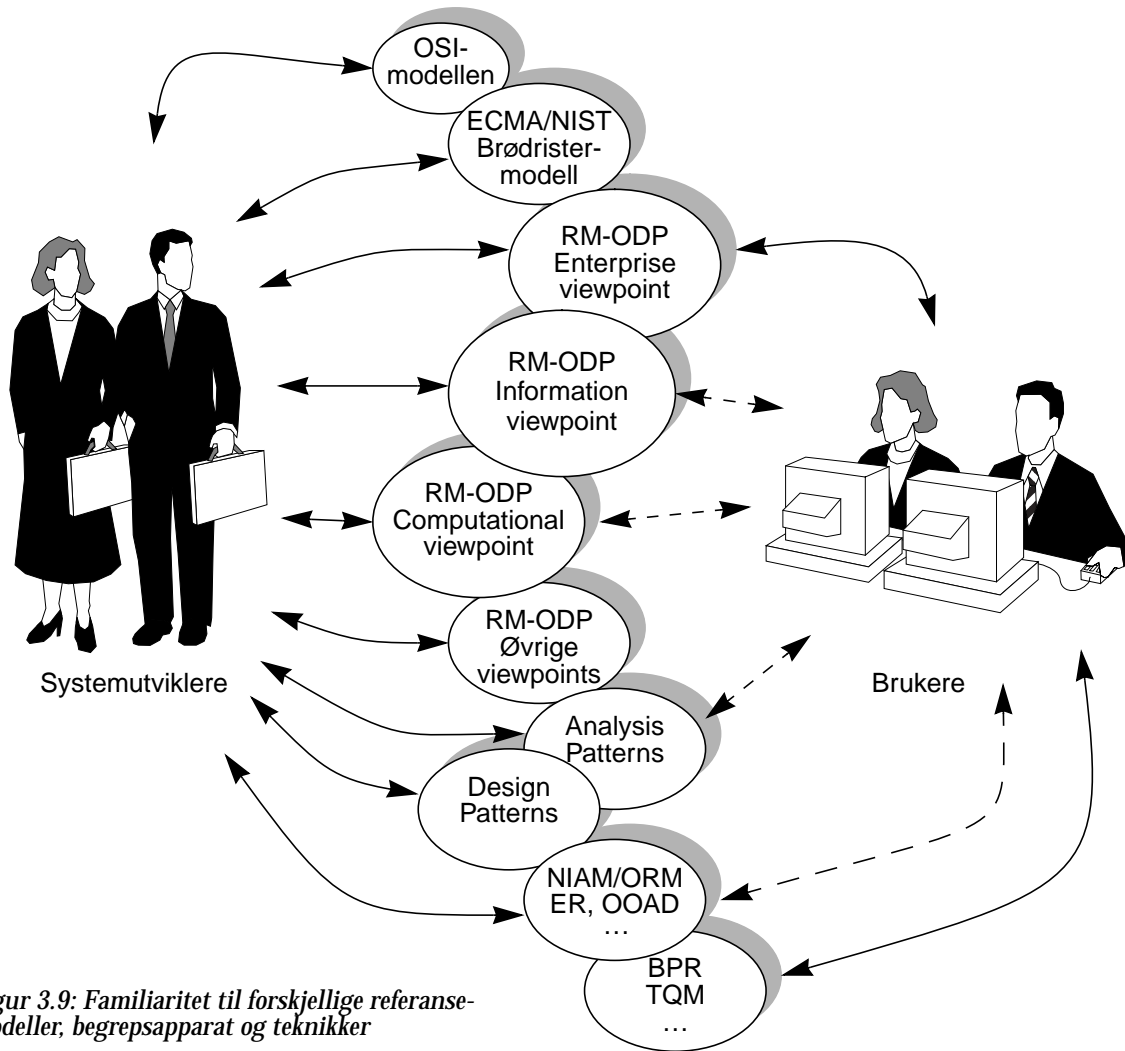 OSI-
modellen
ECMA/NIST
Brødrister-
modell
RM-ODP
Enterprise
viewpoint
RM-ODP
Information
viewpoint
RM-ODP
Computational
viewpoint
RM-ODP
Øvrige
viewpoints
Systemutviklere
Brukere
Analysis
Patterns
Design
Patterns
NIAM/ORM
ER, OOAD
…
BPR
TQM
…
gur 3.9: Familiaritet til forskjellige referanse-
odeller, begrepsapparat og teknikker